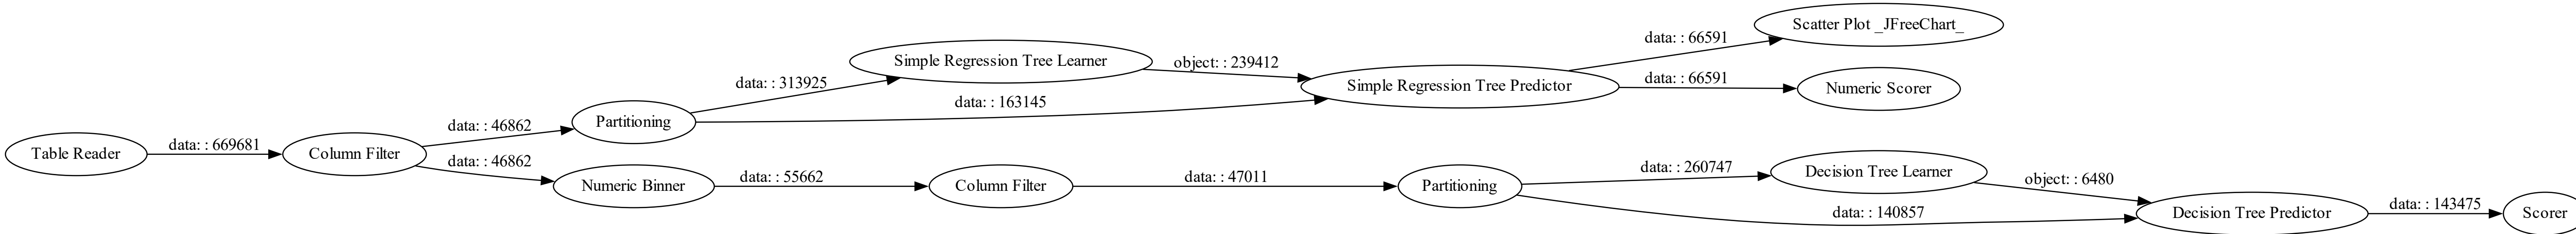 Table Reader
data: : 669681
Column Filter
data: : 46862
data: : 46862
Partitioning
data: : 313925
data: : 163145
Simple Regression Tree Learner
object: : 239412
Simple Regression Tree Predictor
data: : 66591
data: : 66591
Scatter Plot _JFreeChart_
Numeric Scorer
Numeric Binner
data: : 55662
Column Filter
data: : 47011
Partitioning
data: : 260747
data: : 140857
Decision Tree Learner
object: : 6480
Decision Tree Predictor
data: : 143475
Scorer